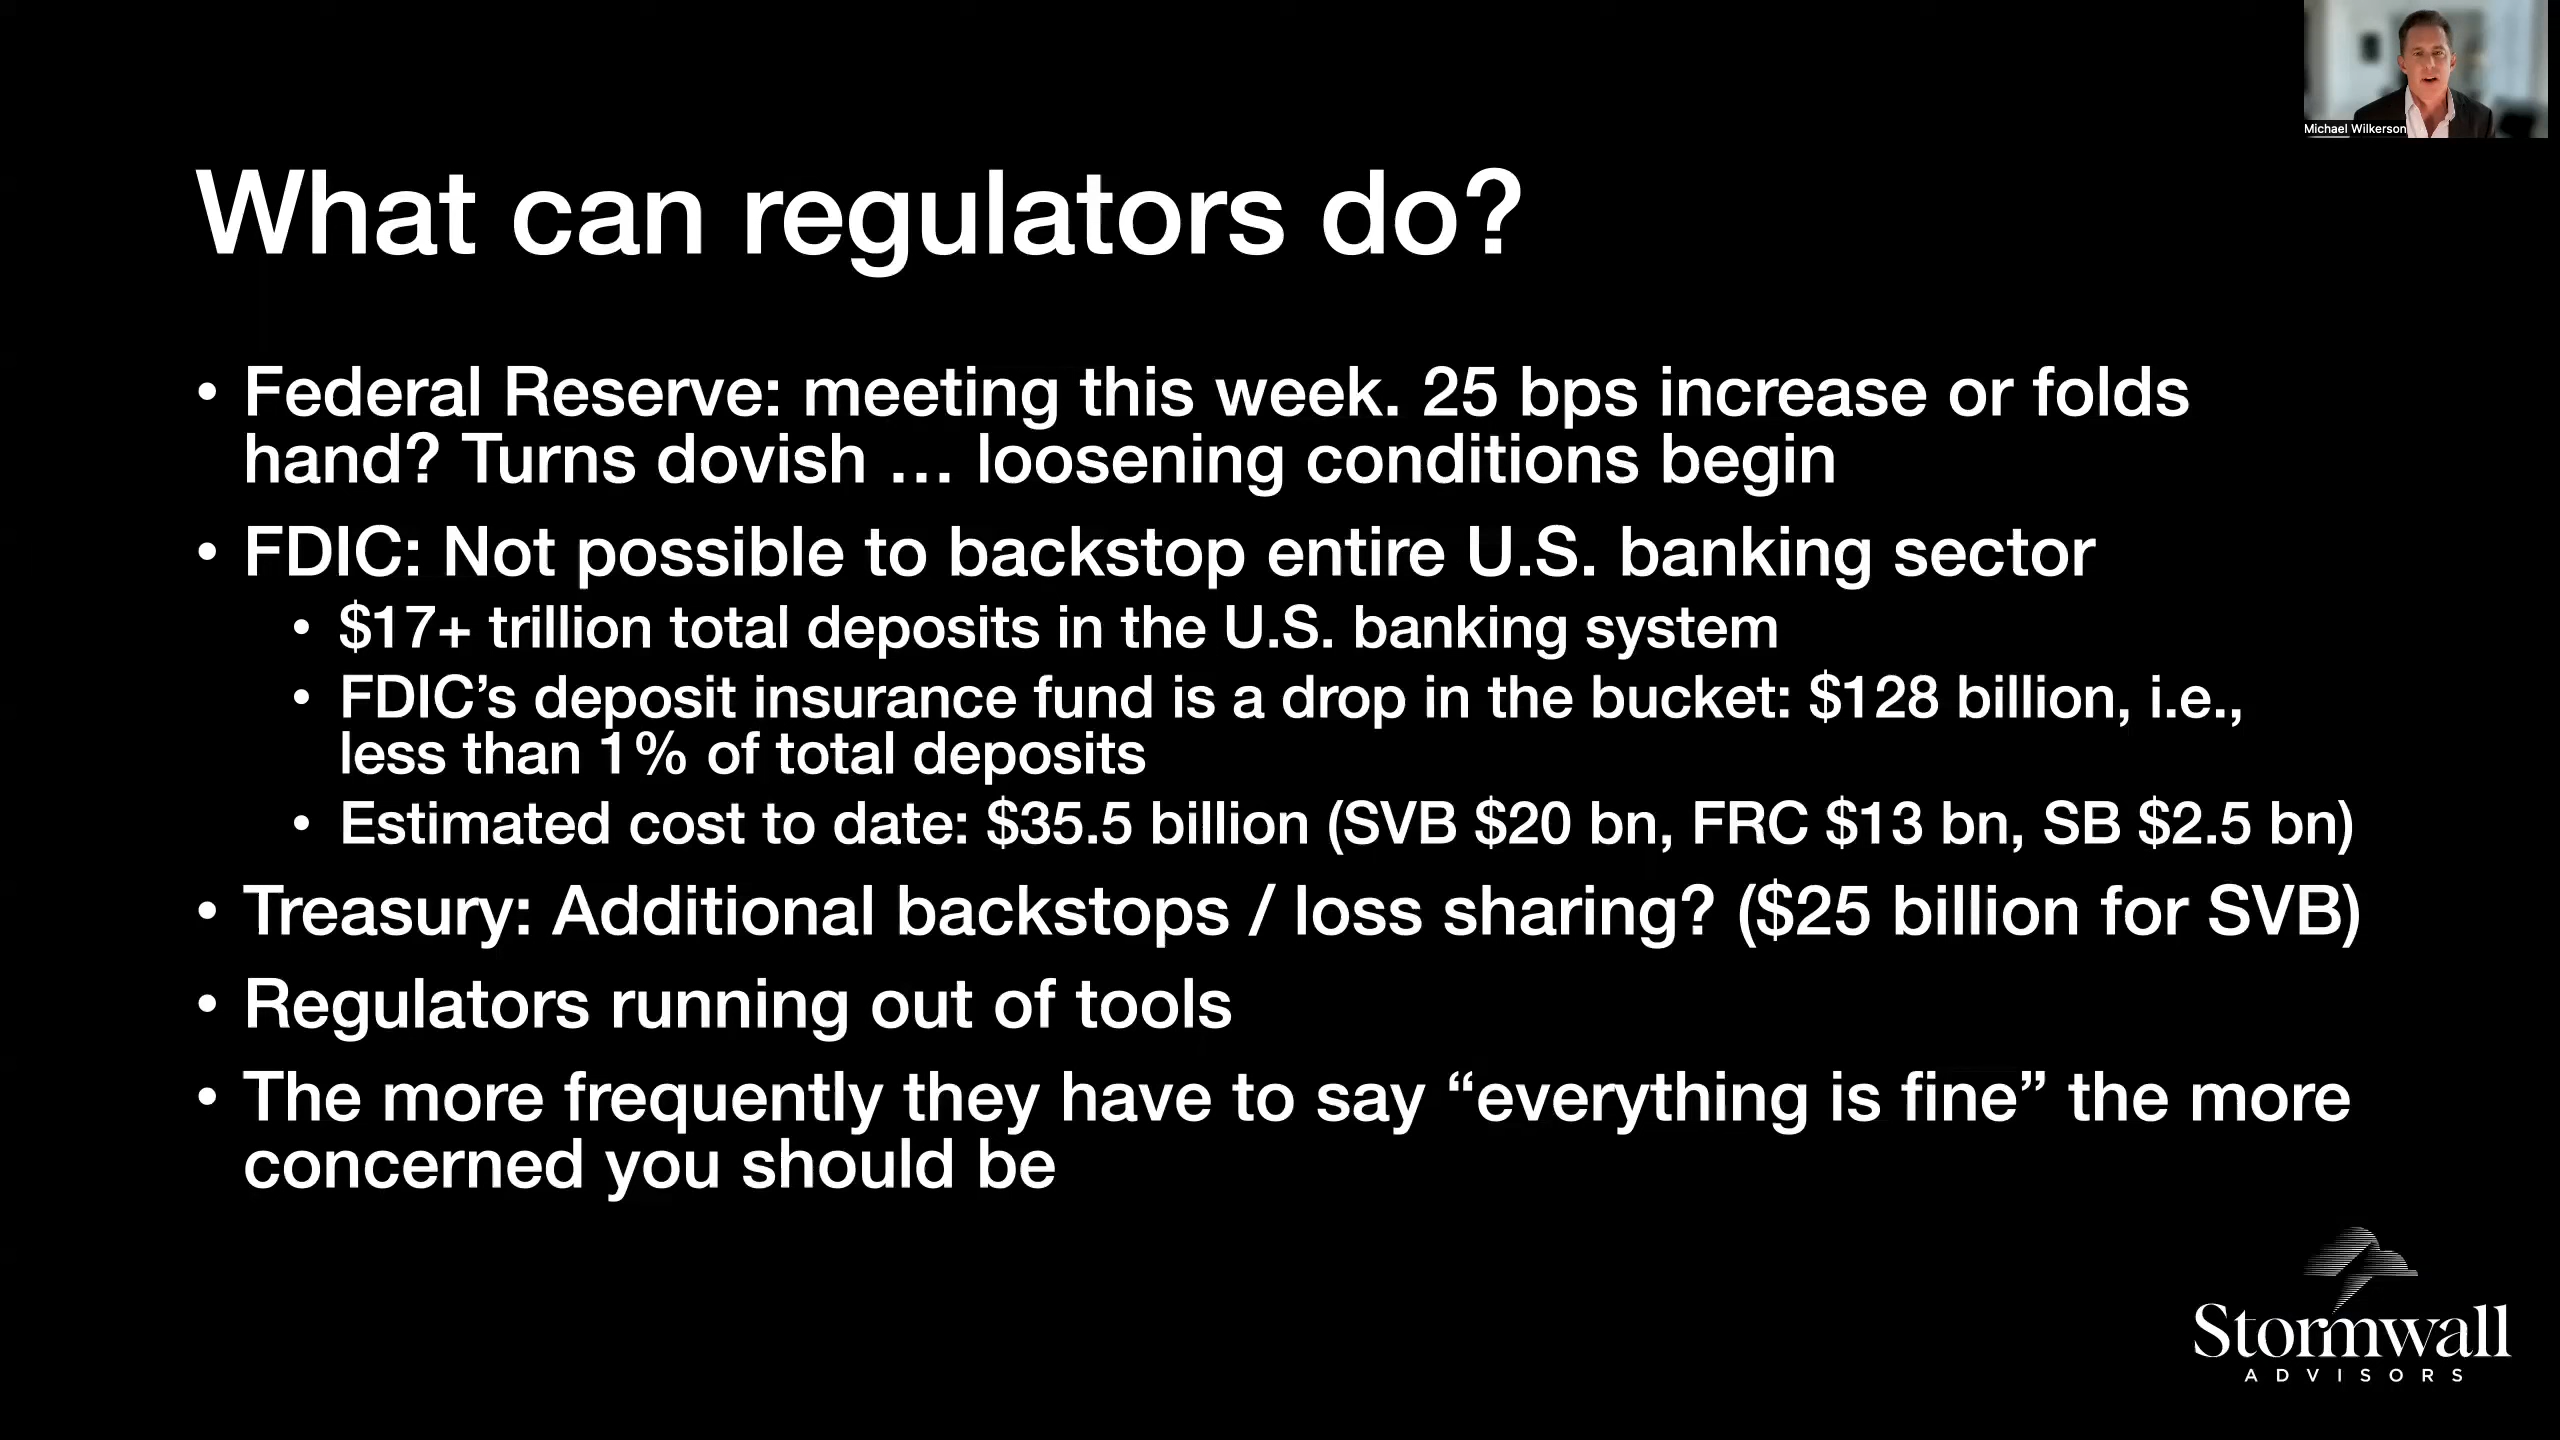 Michael Wilkerson
What can regulators do?
• Federal Reserve: meeting this week. 25 bps increase or folds
hand? Turns dovish … loosening conditions begin
• FDIC: Not possible to backstop entire U.S. banking sector
• $17+ trillion total deposits in the U.S. banking system
• FDIC’s deposit insurance fund is a drop in the bucket: $128 billion, i.e.,
less than 1% of total deposits
• Estimated cost to date: $35.5 billion (SVB $20 bn, FRC $13 bn, SB $2.5 bn)
• Treasury: Additional backstops / loss sharing? ($25 billion for SVB)
• Regulators running out of tools
• The more frequently they have to say “everything is fine” the more
concerned you should be
Stormwall
ADVISORS